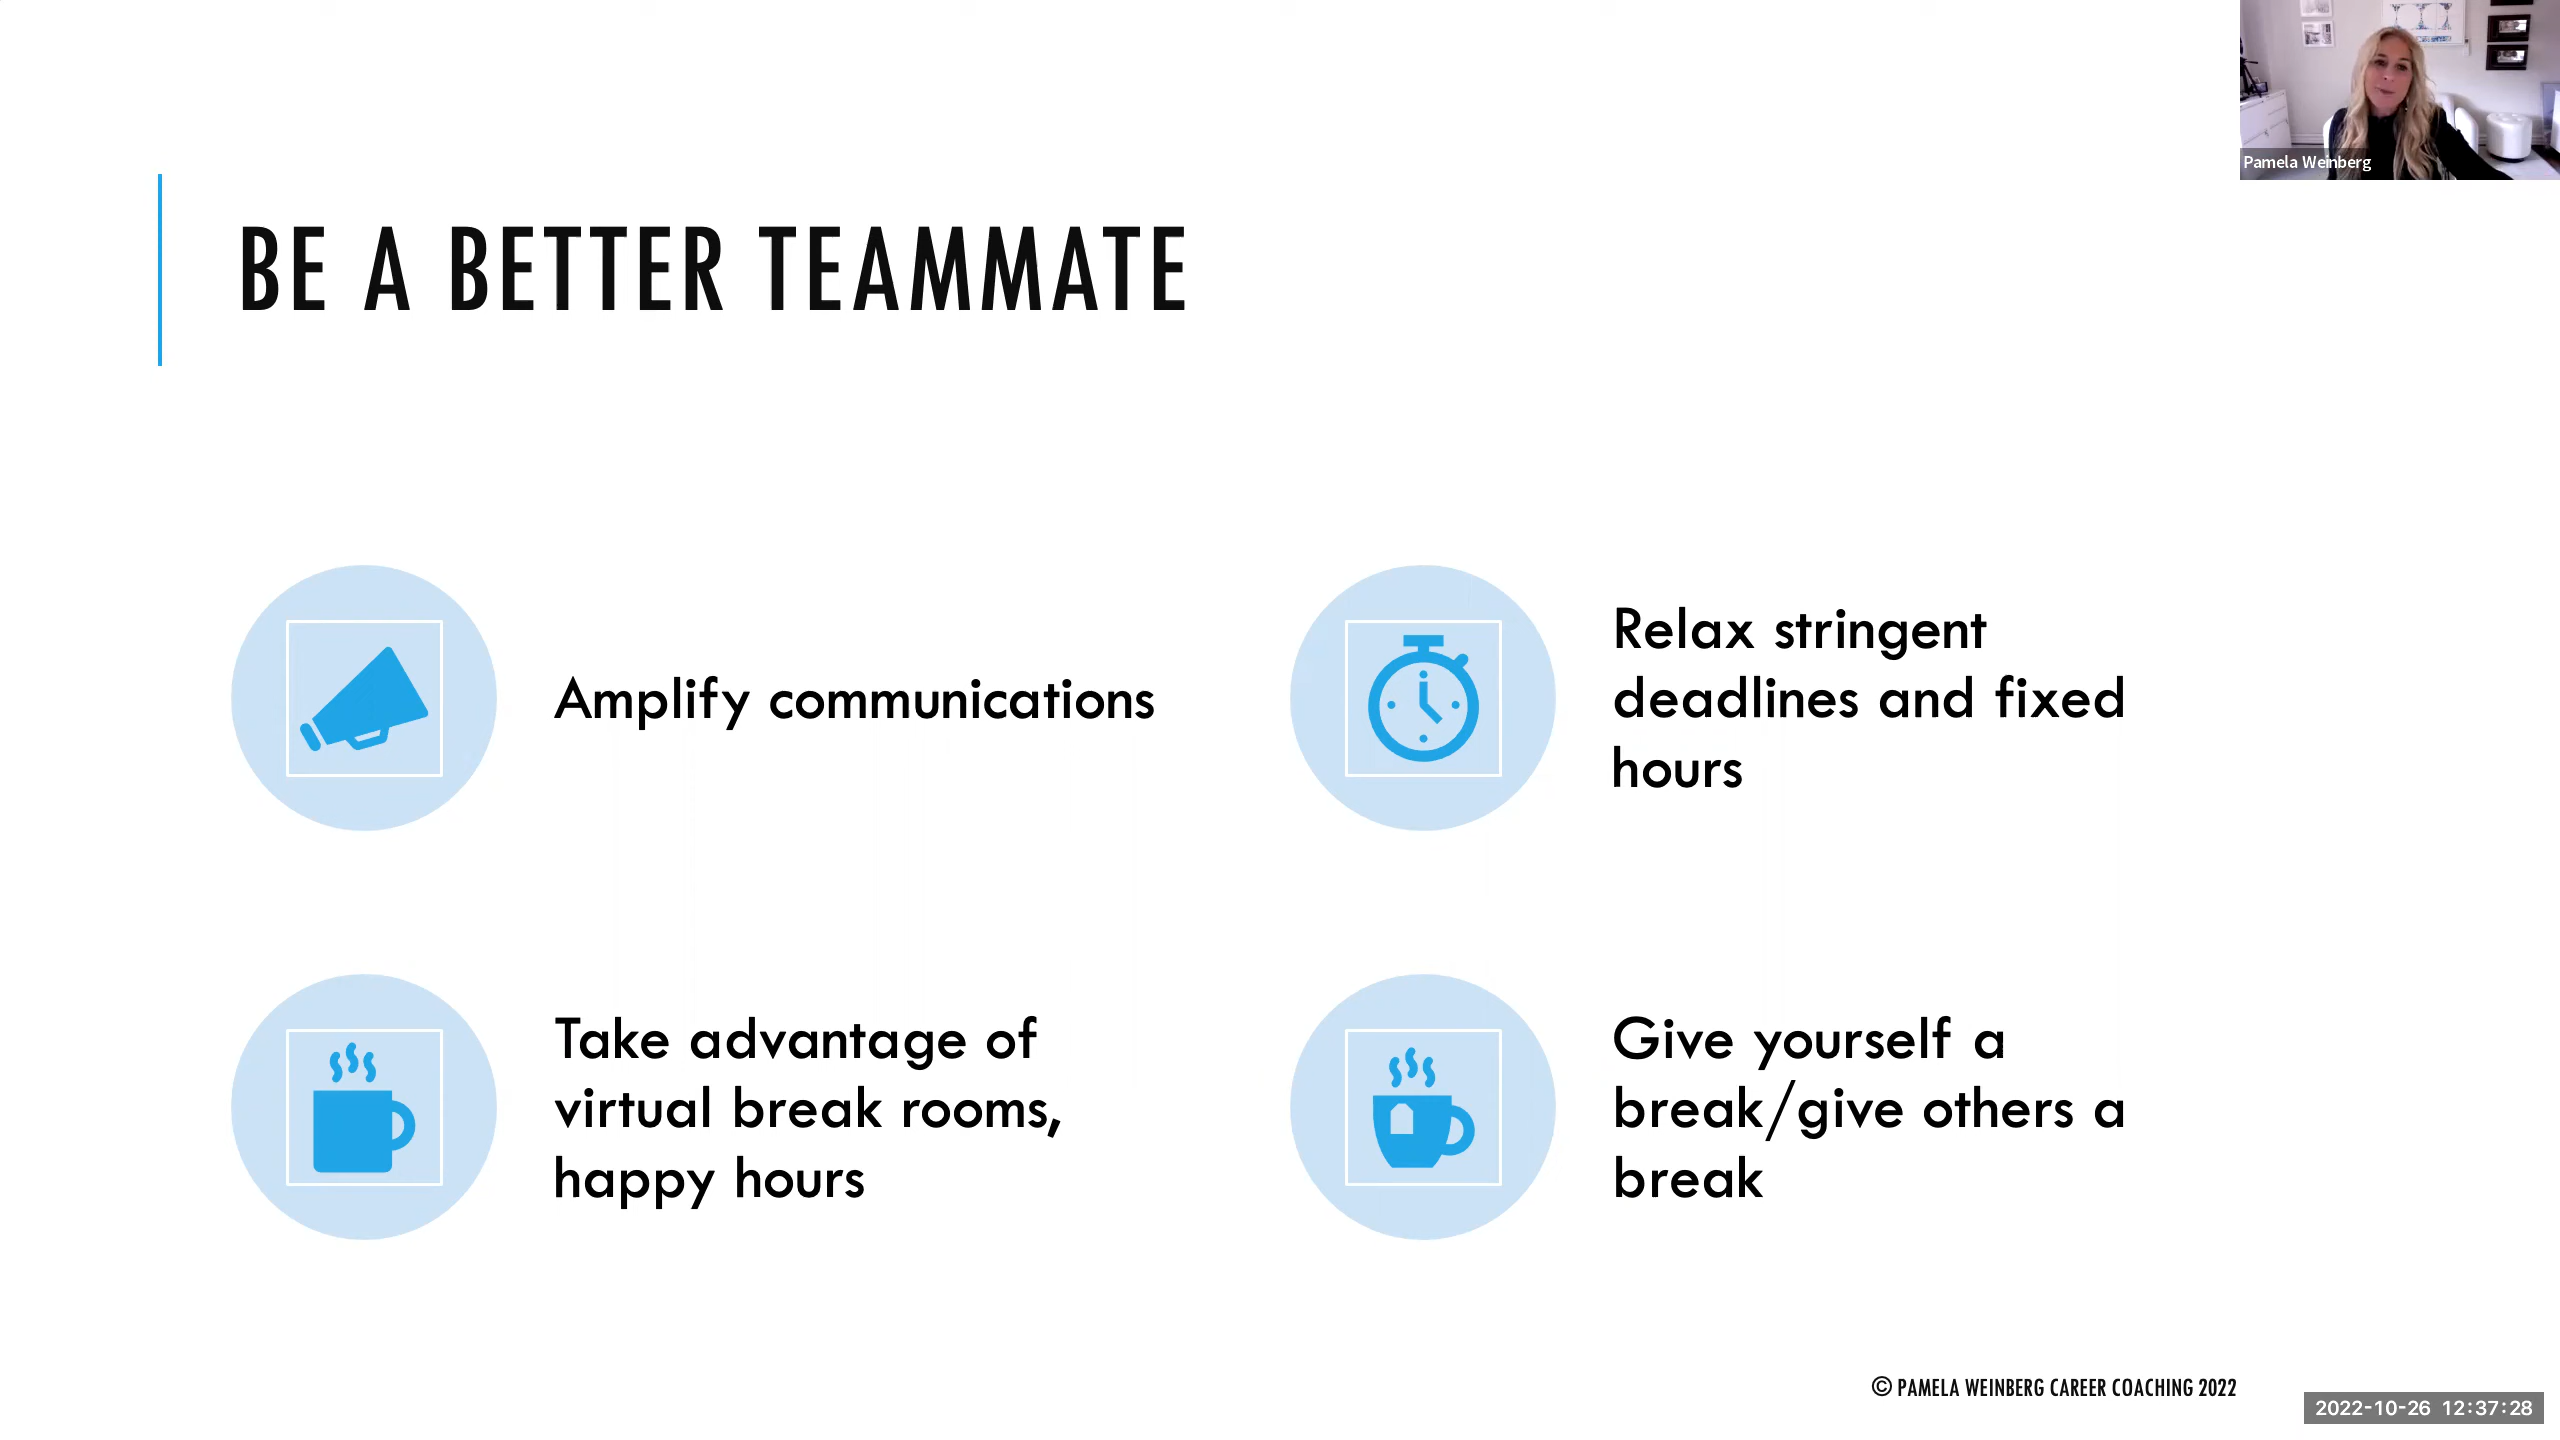 Pamela Weinberg
BE A BETTER TEAMMATE
Amplify communications
Relax stringent
deadlines and fixed
hours
Take advantage of
virtual break rooms,
happy hours
Give yourself a
break/give others a
break
© PAMELA WEINBERG CAREER COACHING 2022
2022-10-26 12:37:28